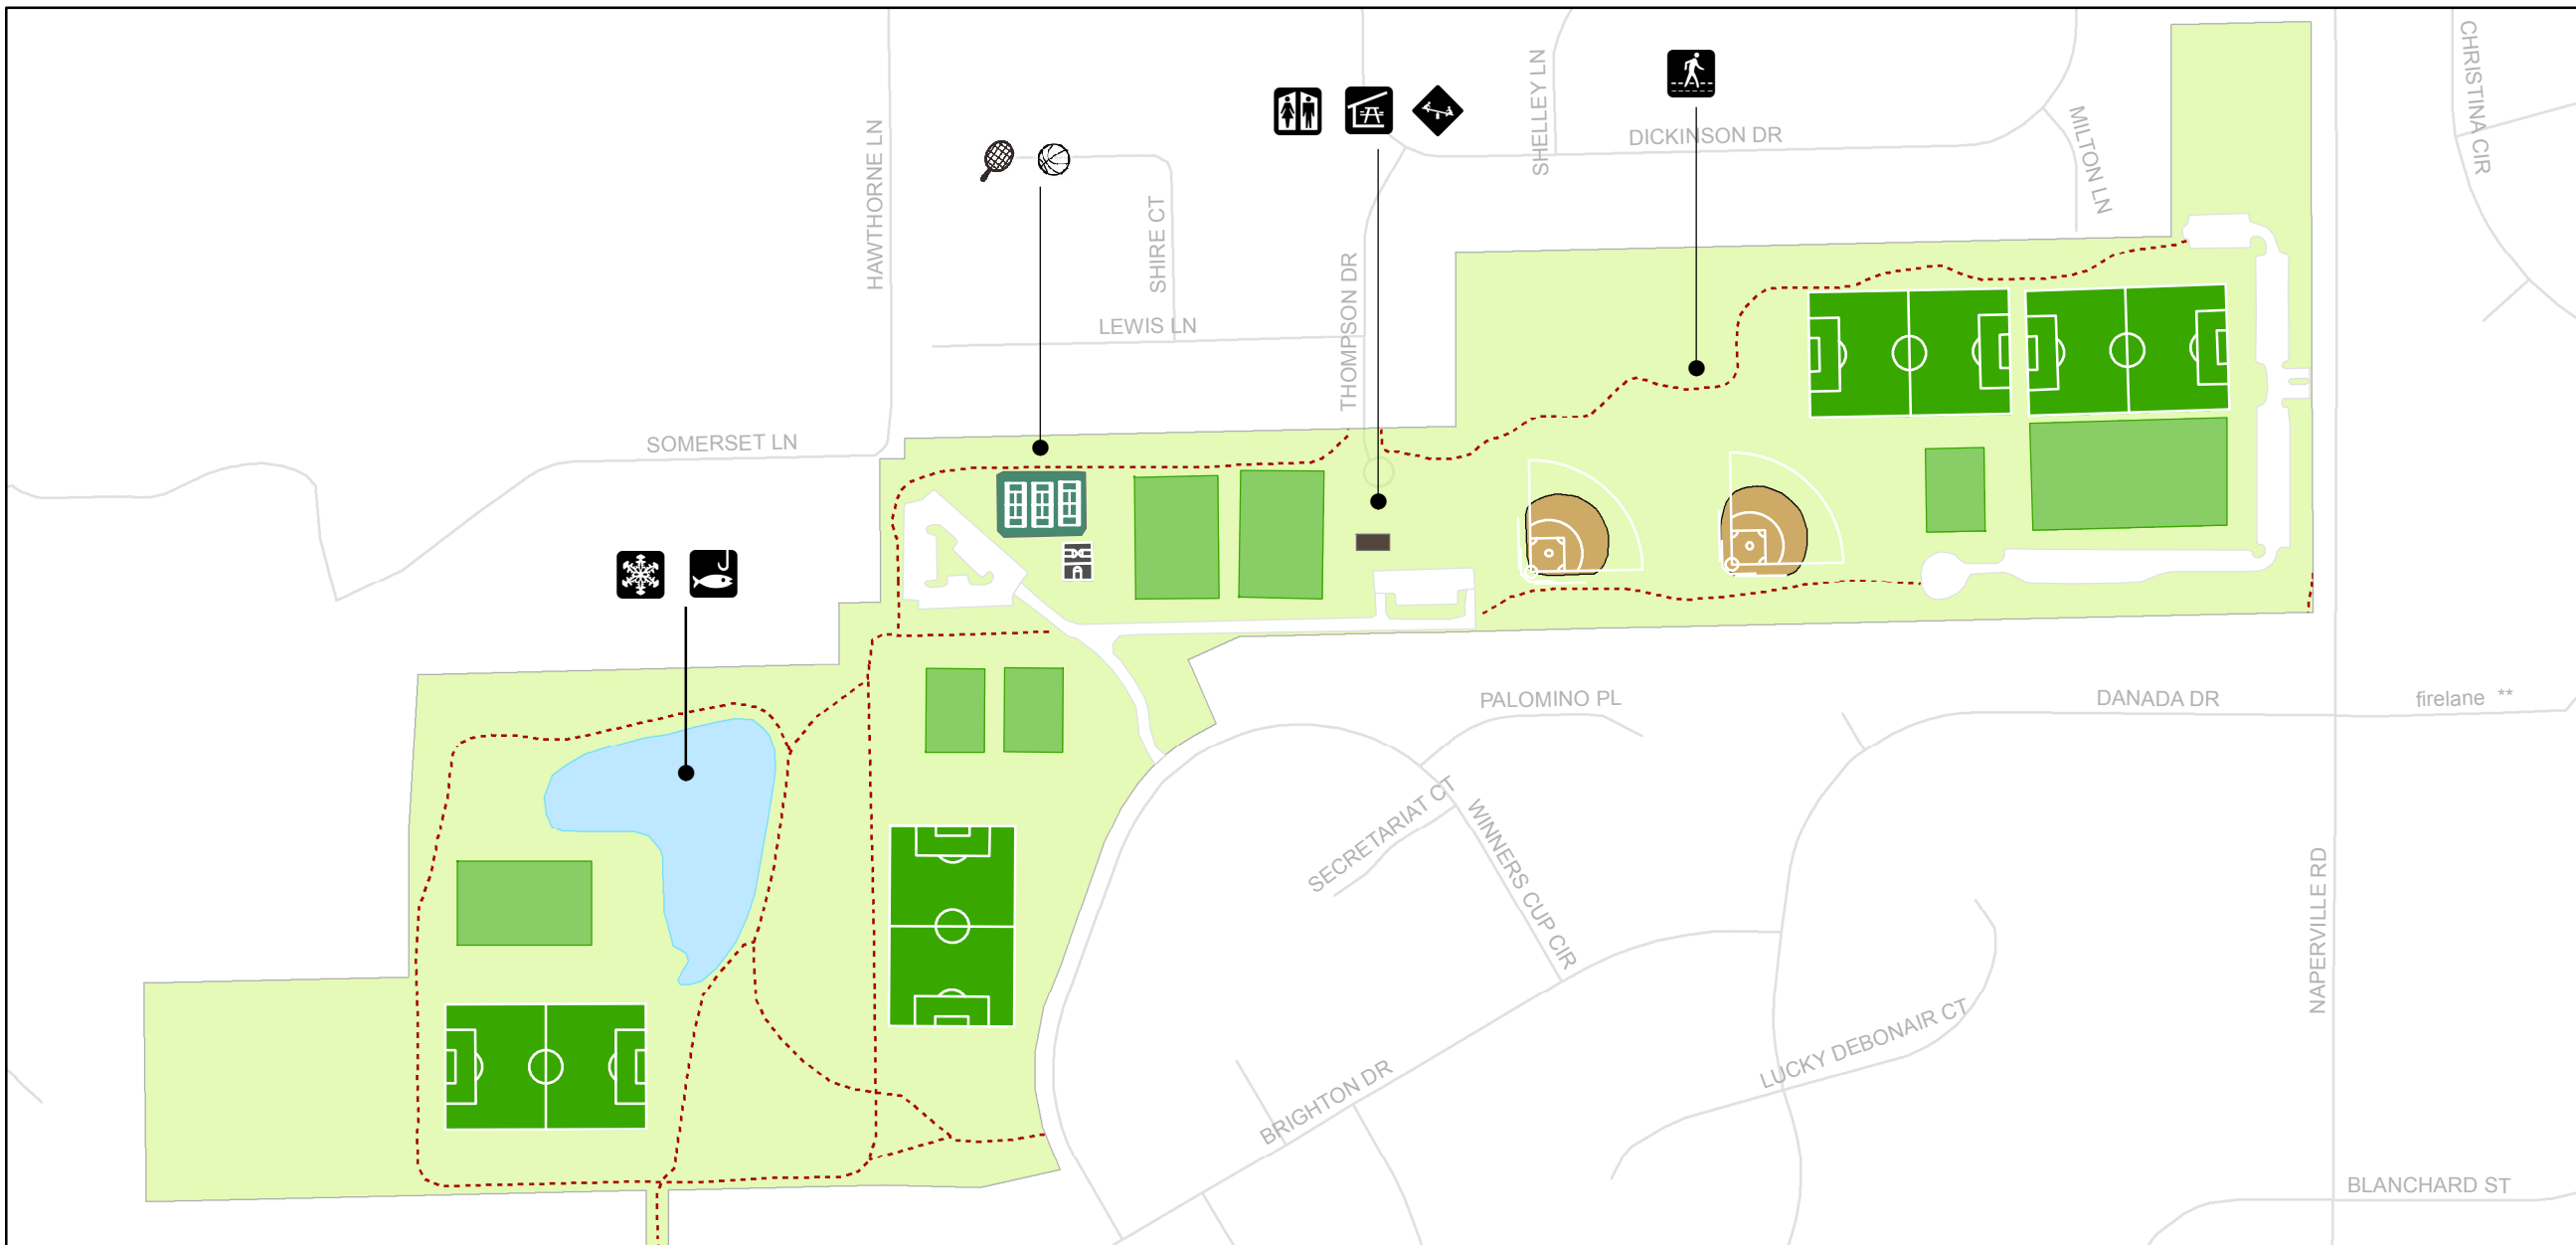 CHRISTINA CIR
SHELLEY LN
DICKINSON DR
MILTON LN
HAWTHORNE LN
SHIRE CT
THOMPSON DR
LEWIS LN
SOMERSET LN
PALOMINO PL
DANADA DR
firelane **
SECRETARIAT CT
WINNERS CUP CIR
NAPERVILLE RD
LUCKY DEBONAIR CT
BRIGHTON DR
BLANCHARD ST